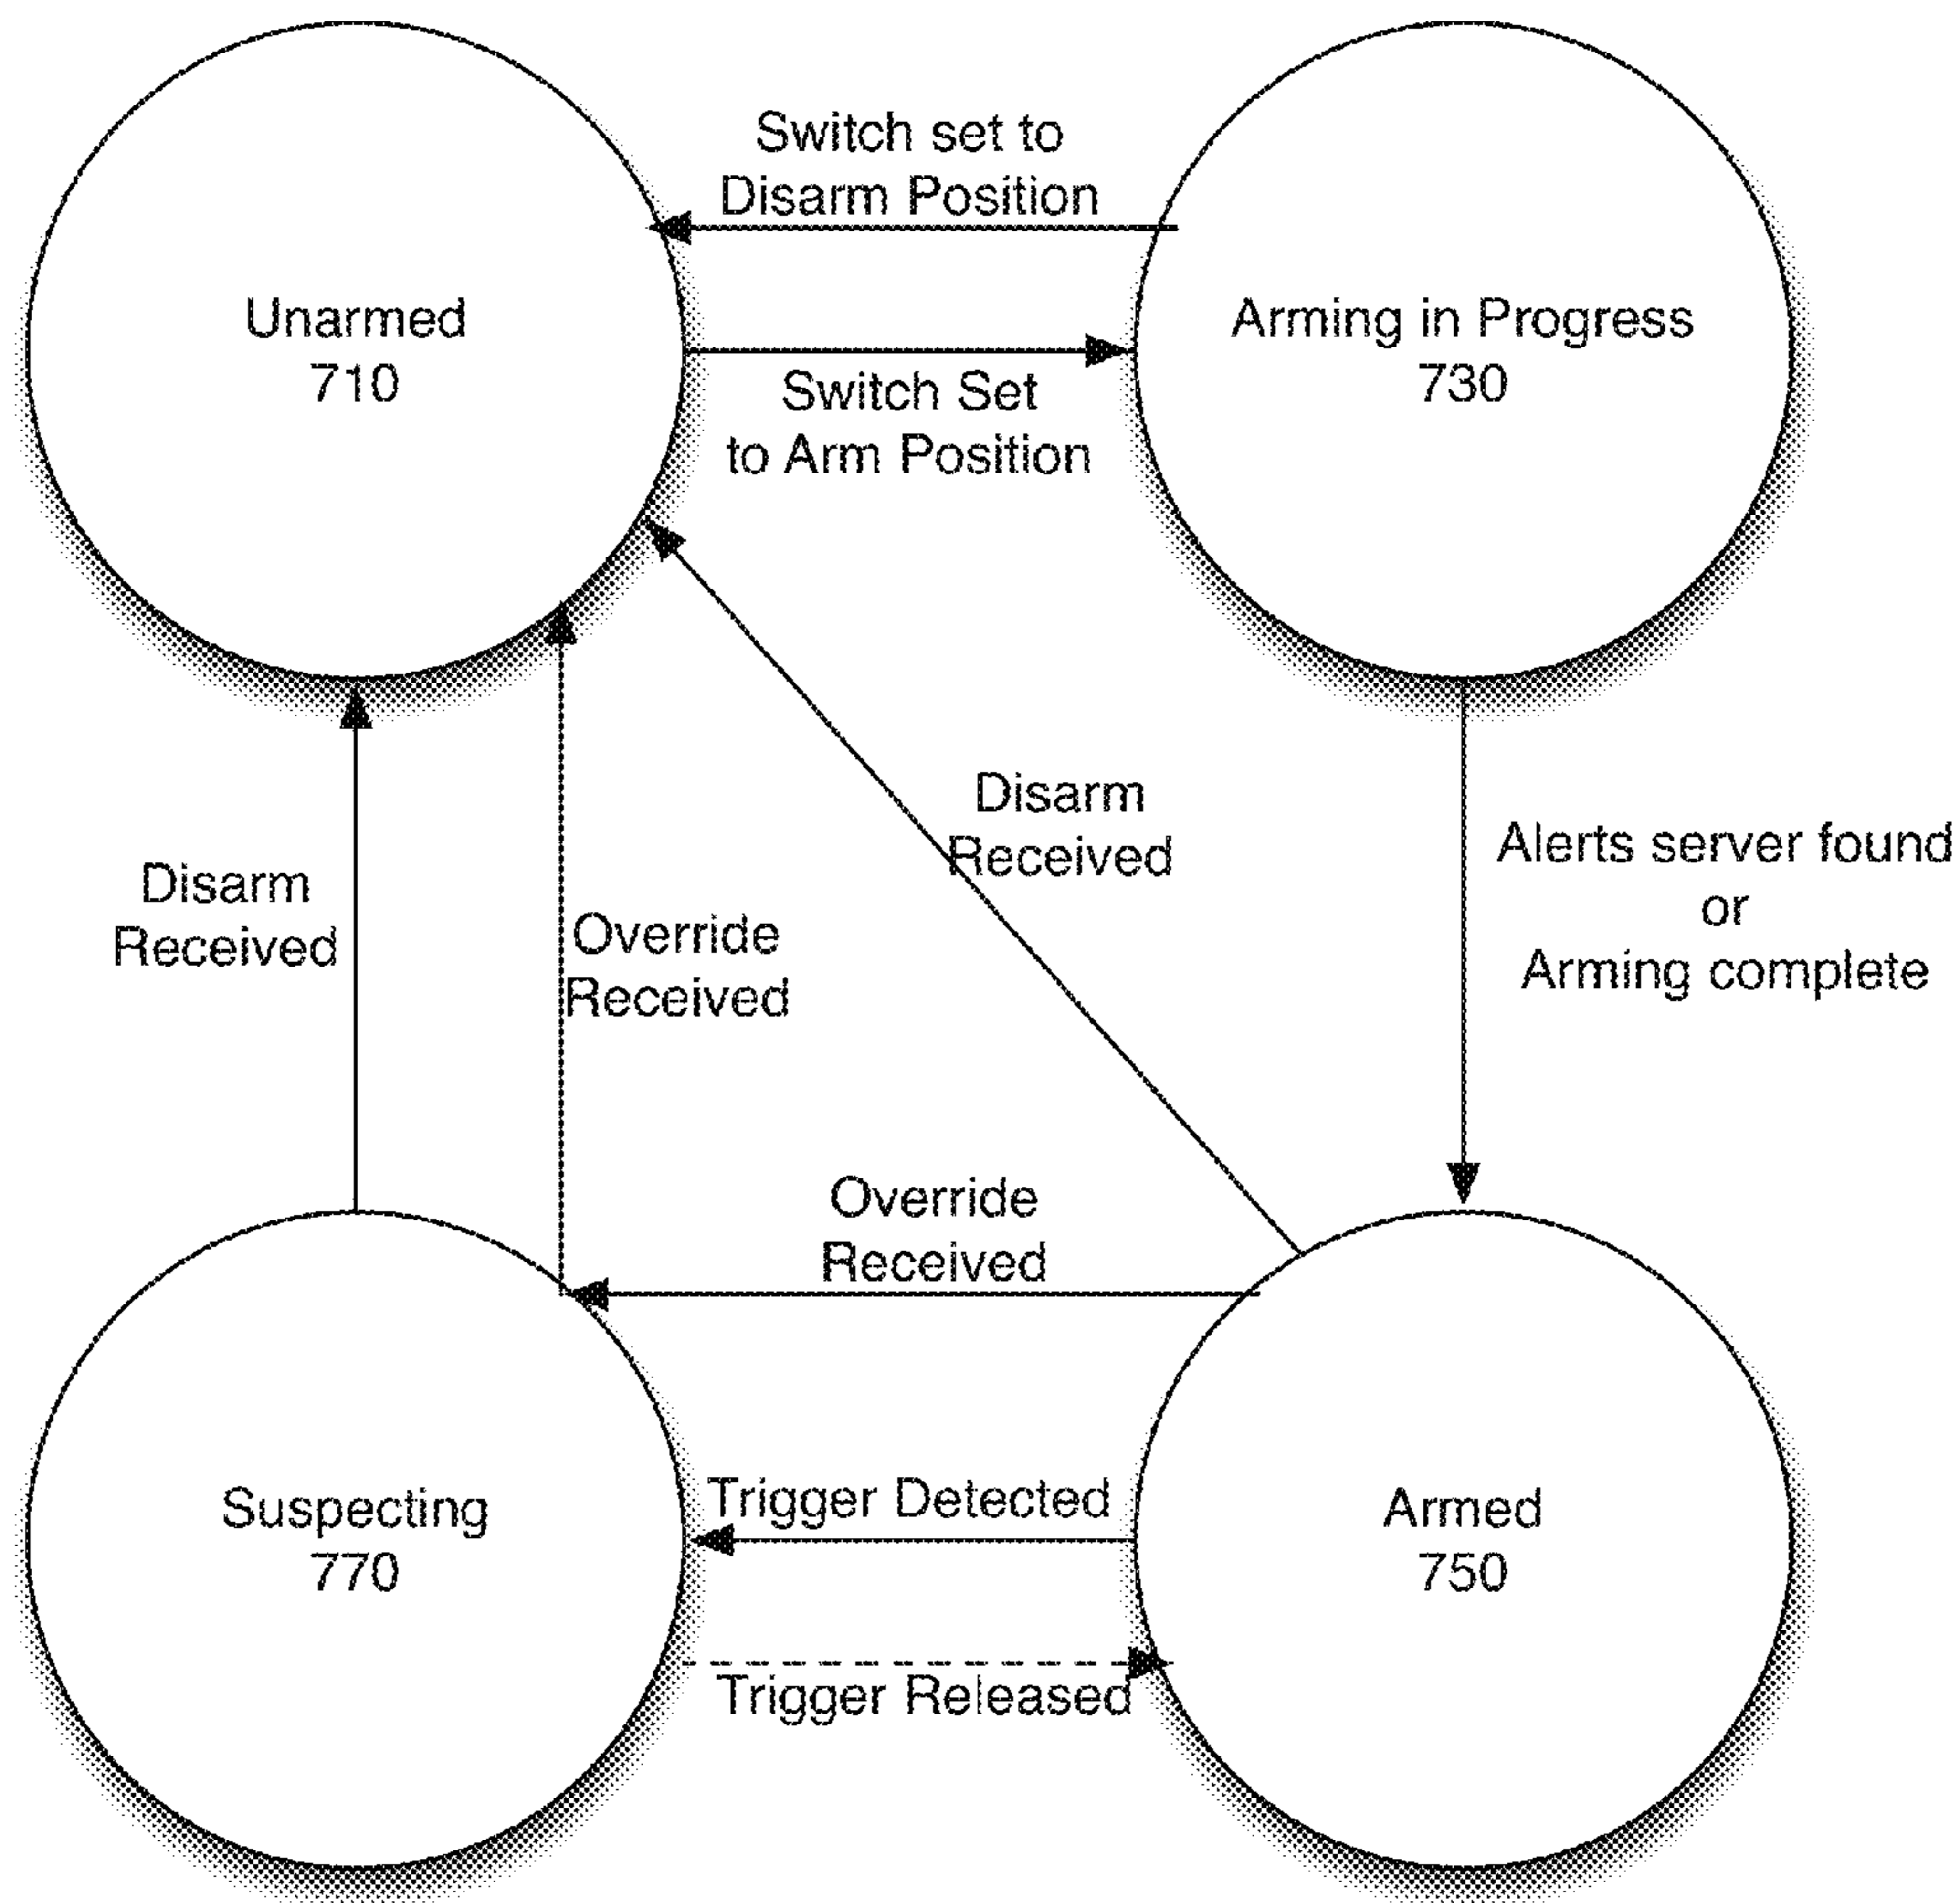 Switch set to
Disarm Position
Unarmed
710
Arming in Progress
730
Switch Set
to Arm Position
Disarm
Received
Alerts server found
or
Arming complete
Disarm
Received
Override
Received
Override
Received
Suspecting
770
Trigger Detected
Armed
750
Trigger Released